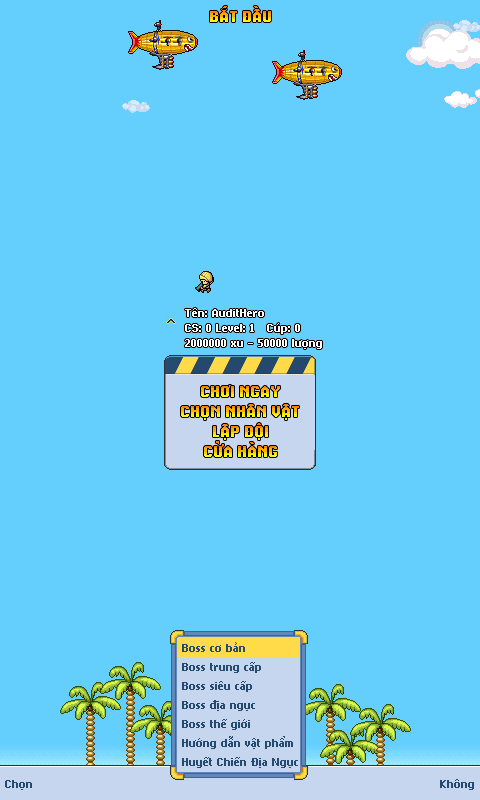 BẮT ĐẦU
Tên: AuditHero
CS: 0 Level: 1 Cúp: 0
2000000 xu - 50000 lượng
CHƠI NGAY
CHỌN NHÂN VẬT
LẬP ĐỘI
CỬA HÀNG
Boss cơ bản
Boss trung cấp
Boss siêu cấp
Boss địa ngục
Boss thế giới
Hướng dẫn vật phẩm
Huyết Chiến Địa Ngục
Chọn
Không